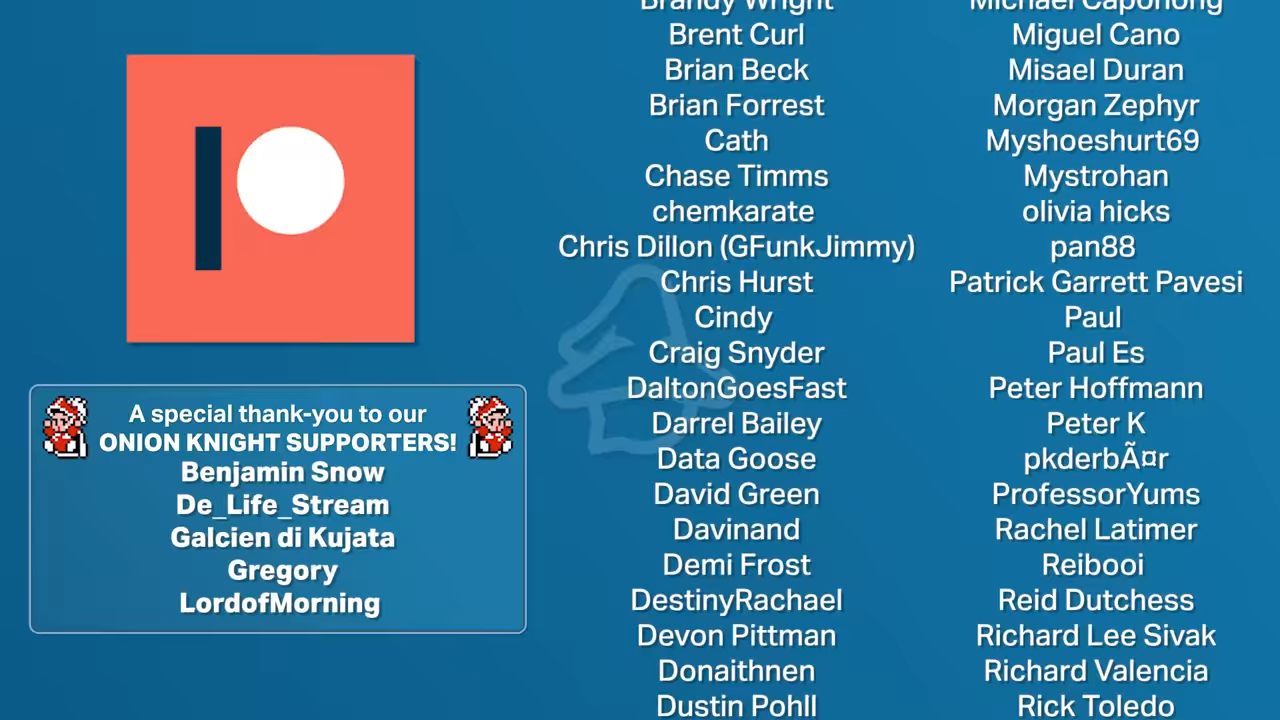 A special thank-you to our
ONION KNIGHT SUPPORTERS!
Benjamin Snow
De_Life_Stream
Galcien di Kujata
Gregory
LordofMorning
Brandy Wright
Brent Curl
Brian Beck
Brian Forrest
Cath
Chase Timms
chemkarate
Chris Dillon (GFunkJimmy)
Chris Hurst
Cindy
Craig Snyder
DaltonGoesFast
Darrel Bailey
Data Goose
David Green
Davinand
Demi Frost
DestinyRachael
Devon Pittman
Donaithnen
Dustin Pohll
Michael Caponong
Miguel Cano
Misael Duran
Morgan Zephyr
Myshoeshurt69
Mystrohan
olivia hicks
pan88
Patrick Garrett Pavesi
Paul
Paul Es
Peter Hoffmann
Peter K
pkderbÃ¤r
ProfessorYums
Rachel Latimer
Reibooi
Reid Dutchess
Richard Lee Sivak
Richard Valencia
Rick Toledo